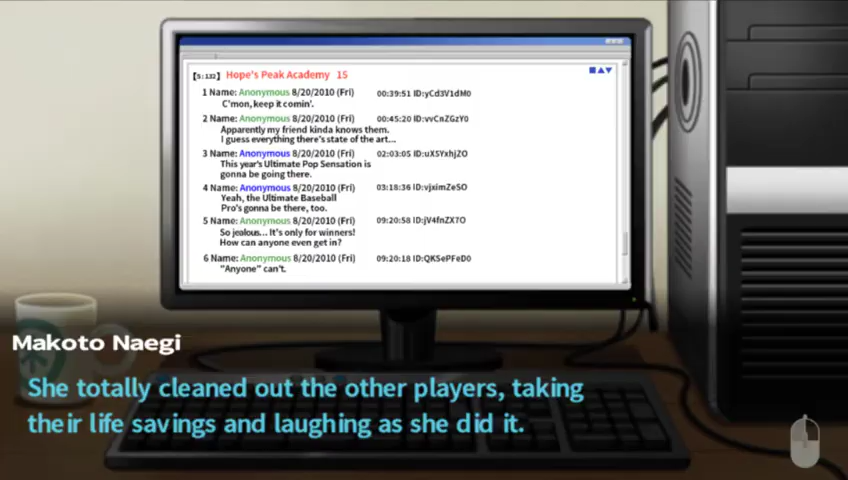 [5:132] Hope's Peak Academy 15
1 Name: Anonymous 8/20/2010 (Fri) 00:39:51 ID:yCd3V1dM0
C'mon, keep it comin'.
2 Name: Anonymous 8/20/2010 (Fri) 00:45:20 ID:vvCnZGzY0
Apparently my friend kinda knows them.
I guess everything there's state of the art...
3 Name: Anonymous 8/20/2010 (Fri) 02:03:05 ID:uX5YxhjZO
This year's Ultimate Pop Sensation is
gonna be going there.
4 Name: Anonymous 8/20/2010 (Fri) 03:18:36 ID:vjximZeSO
Yeah, the Ultimate Baseball
Pro's gonna be there, too.
5 Name: Anonymous 8/20/2010 (Fri) 09:20:58 ID:jV4fnZX7O
So jealous... It's only for winners!
How can anyone even get in?
6 Name: Anonymous 8/20/2010 (Fri) 09:20:18 ID:QKSePFeD0
"Anyone" can't.
Makoto Naegi
She totally cleaned out the other players, taking
their life savings and laughing as she did it.